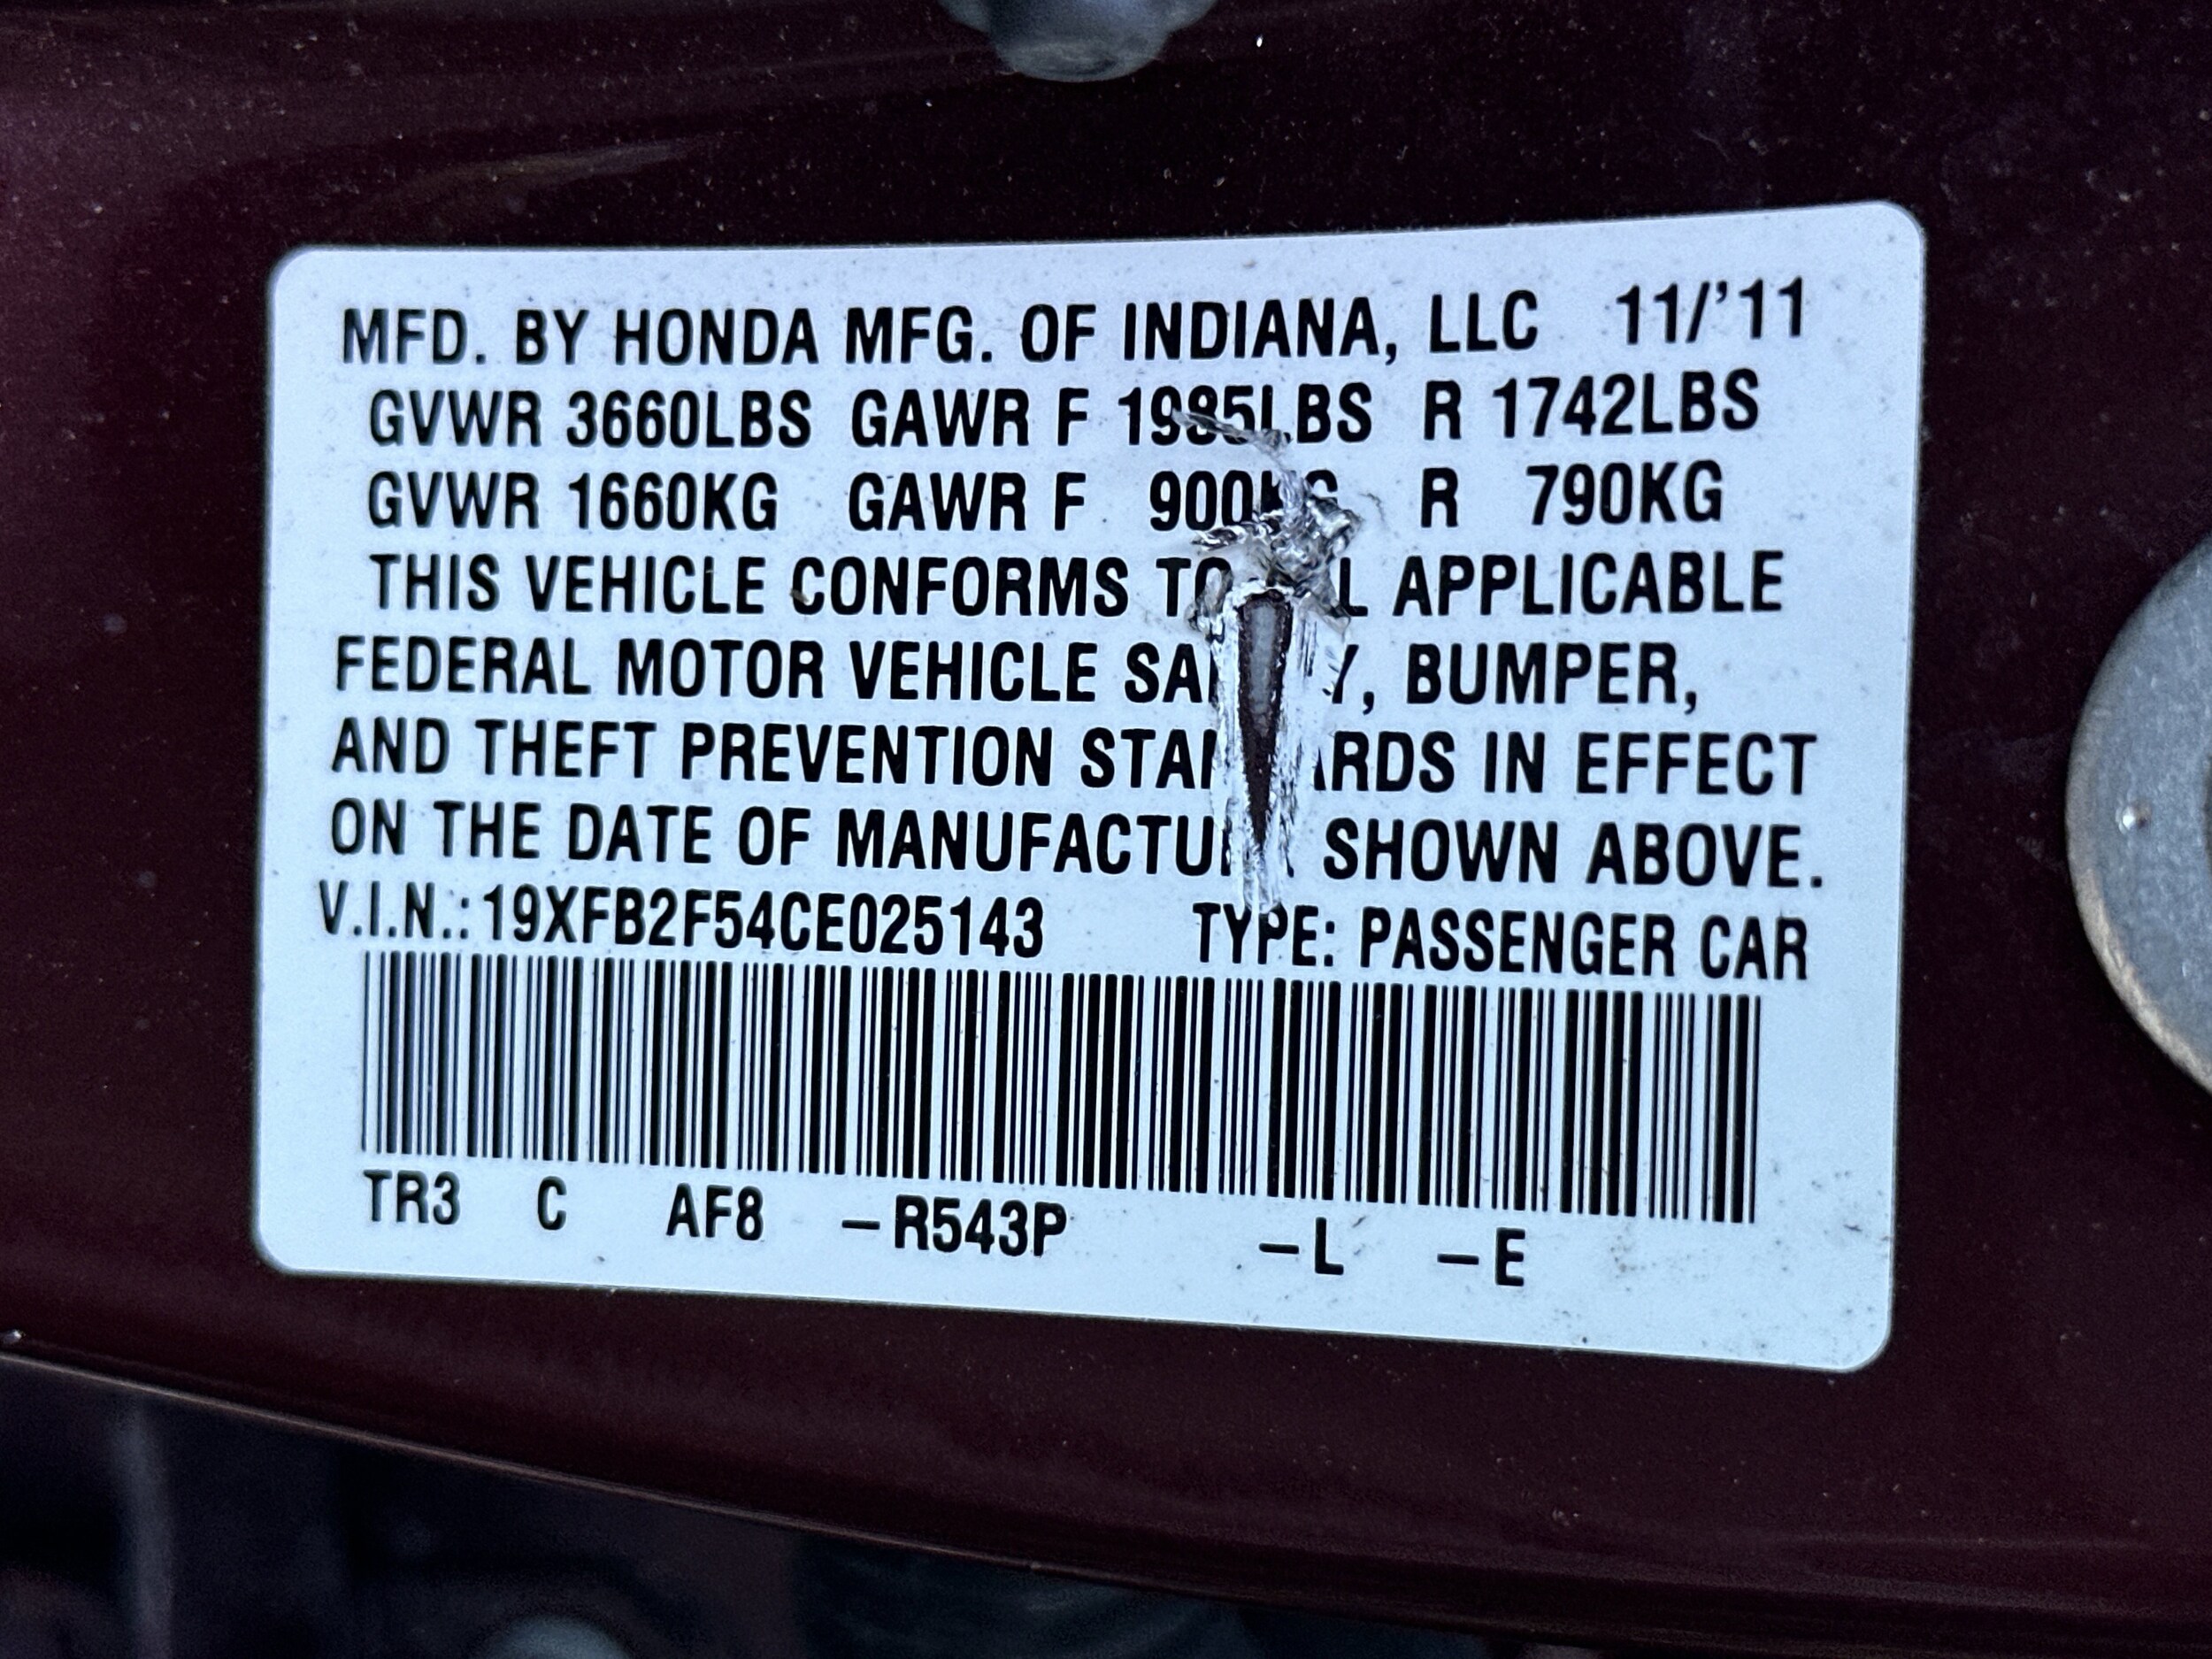 MFD. BY HONDA MFG. OF INDIANA, LLC 11/'11
GVWR 3660LBS GAWR F 1985LBS R 1742LBS
GVWR 1660KG GAWR F 900KG R 790KG
THIS VEHICLE CONFORMS TO APPLICABLE
FEDERAL MOTOR VEHICLE BUMPER,
AND THEFT PREVENTION IN EFFECT
ON THE DATE OF SHOWN ABOVE.
V.I.N.: 19XFB2F54CE025143 TYPE: PASSENGER CAR
TR3 C AF8 –R543P –L –E